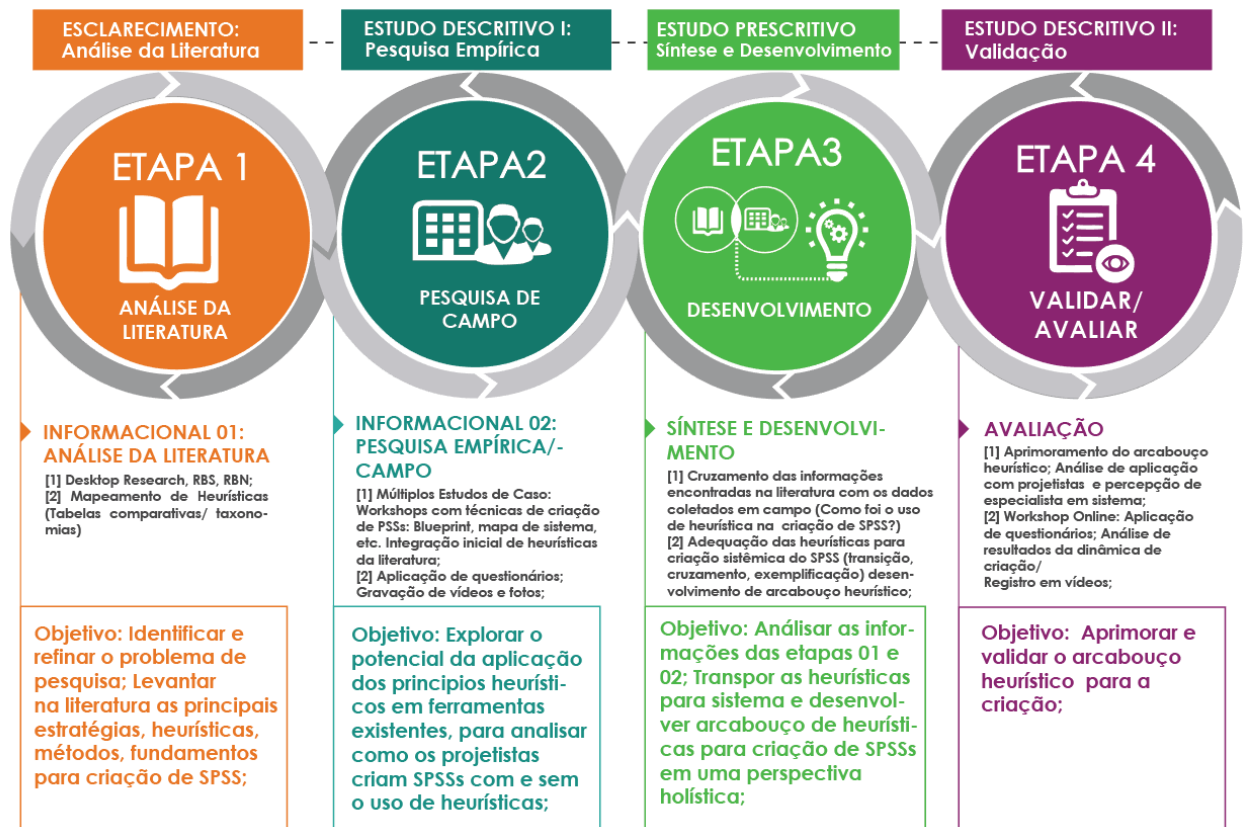 ESCLARECIMENTO:
Análise da Literatura
ESTUDO DESCRITIVO I:
Pesquisa Empírica
ESTUDO PRESCRITIVO
Síntese e Desenvolvimento
ESTUDO DESCRITIVO II:
Validação
ETAPA 1
ANÁLISE DA
LITERATURA
ETAPA2
PESQUISA DE
CAMPO
ETAPA3
DESENVOLVIMENTO
ETAPA 4
VALIDAR/
AVALIAR
INFORMACIONAL 01:
ANÁLISE DA LITERATURA
[1] Desktop Research, RBS, RBN;
[2] Mapeamento de Heurísticas
(Tabelas comparativas/ taxono-
mias)
Objetivo: Identificar e
refinar o problema de
pesquisa; Levantar
na literatura as principais
estratégias, heurísticas,
métodos, fundamentos
para criação de SPSS;
INFORMACIONAL 02:
PESQUISA EMPÍRICA/-
CAMPO
[1] Múltiplos Estudos de Caso:
Workshops com técnicas de criação
de PSSs: Blueprint, mapa de sistema,
etc. Integração inicial de heurísticas
da literatura;
[2] Aplicação de questionários;
Gravação de vídeos e fotos;
Objetivo: Explorar o
potencial da aplicação
dos principios heurísti-
cos em ferramentas
existentes, para analisar
como os projetistas
criam SPSSs com e sem
o uso de heurísticas;
SÍNTESE E DESENVOLVI-
MENTO
[1] Cruzamento das informações
encontradas na literatura com os dados
coletados em campo (Como foi o uso
de heurística na criação de SPSS?)
[2] Adequação das heurísticas para
criação sistêmica do SPSS (transição,
cruzamento, exemplificação) desen-
volvimento de arcabouço heurístico;
Objetivo: Análisar as infor-
mações das etapas 01 e
02; Transpor as heurísticas
para sistema e desenvol-
ver arcabouço de heurísti-
cas para criação de SPSSs
em uma perspectiva
holística;
AVALIAÇÃO
[1] Aprimoramento do arcabouço
heurístico; Análise de aplicação
com projetistas e percepção de
especialista em sistema;
[2] Workshop Online: Aplicação
de questionários; Análise de
resultados da dinâmica de
criação/
Registro em vídeos;
Objetivo: Aprimorar e
validar o arcabouço
heurístico para a
criação;